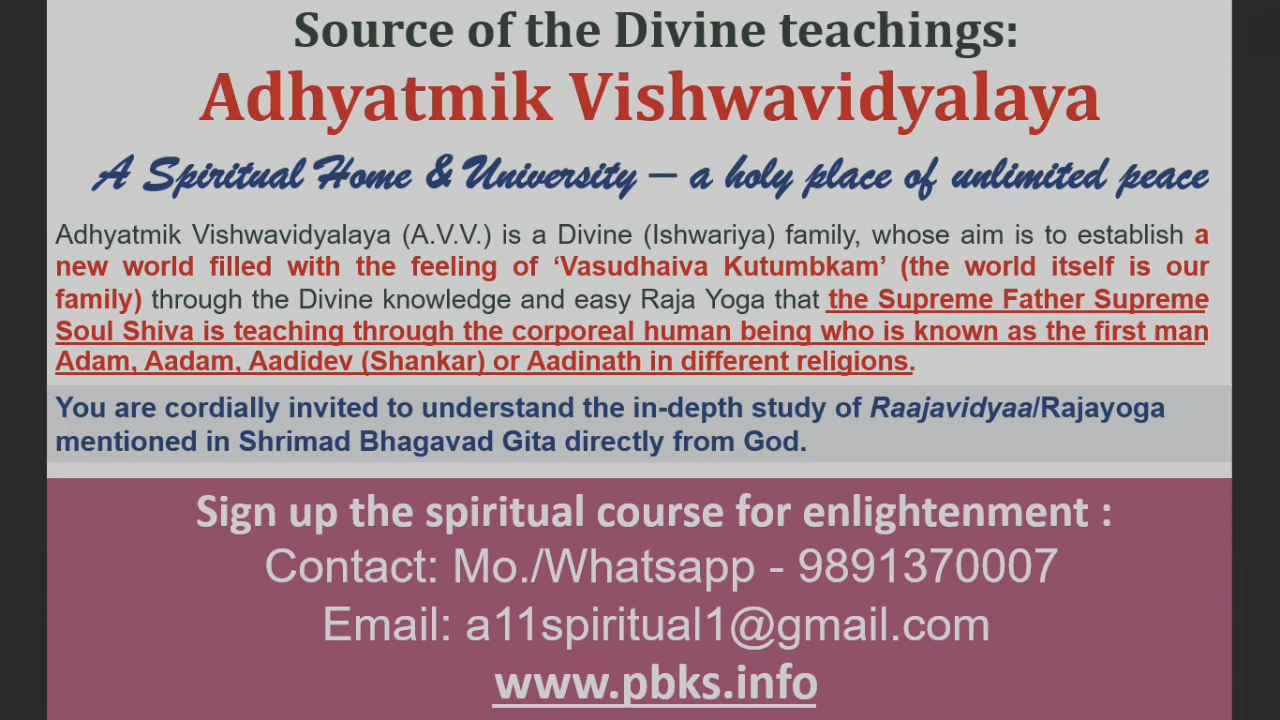 Source of the Divine teachings:
Adhyatmik Vishwavidyalaya
A Spiritual Home & University – a holy place of unlimited peace
Adhyatmik Vishwavidyalaya (A.V.V.) is a Divine (Ishwariya) family, whose aim is to establish a
new world filled with the feeling of ‘Vasudhaiva Kutumbkam’ (the world itself is our
family) through the Divine knowledge and easy Raja Yoga that the Supreme Father Supreme
Soul Shiva is teaching through the corporeal human being who is known as the first man
Adam, Aadam, Aadidev (Shankar) or Aadinath in different religions.
You are cordially invited to understand the in-depth study of Raajavidyaa/Rajayoga
mentioned in Shrimad Bhagavad Gita directly from God.
Sign up the spiritual course for enlightenment :
Contact: Mo./Whatsapp - 9891370007
Email: a11spiritual1@gmail.com
www.pbks.info